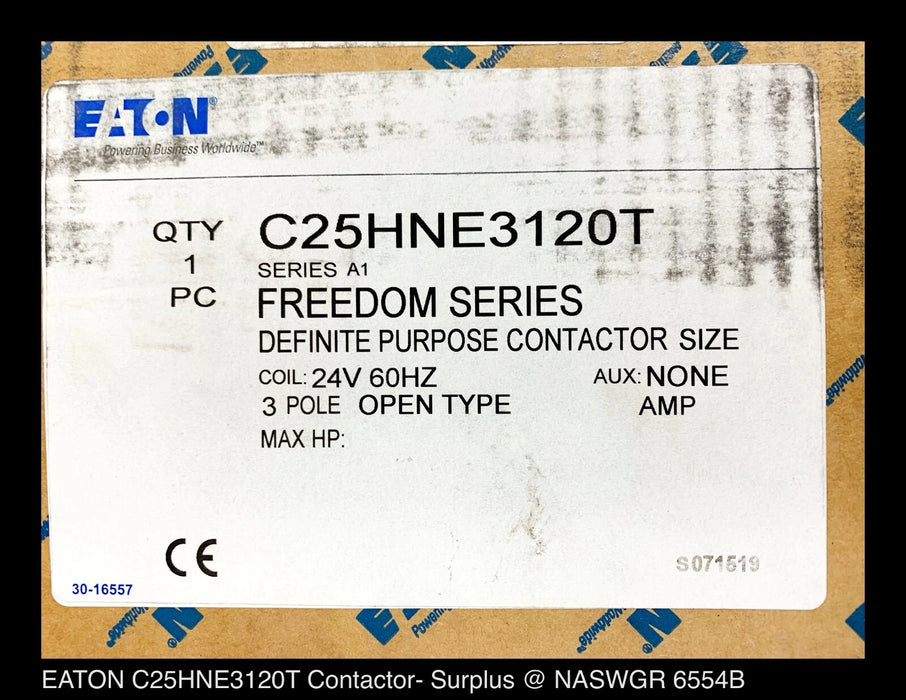 EATON®
Powering Business Worldwide™
QTY
1
PC
C25HNE3120T
SERIES A1
FREEDOM SERIES
DEFINITE PURPOSE CONTACTOR SIZE
COIL: 24V 60HZ AUX: NONE
3 POLE OPEN TYPE AMP
MAX HP:
CE
S071519
30-16557
EATON C25HNE3120T Contactor- Surplus @ NASWGR 6554B